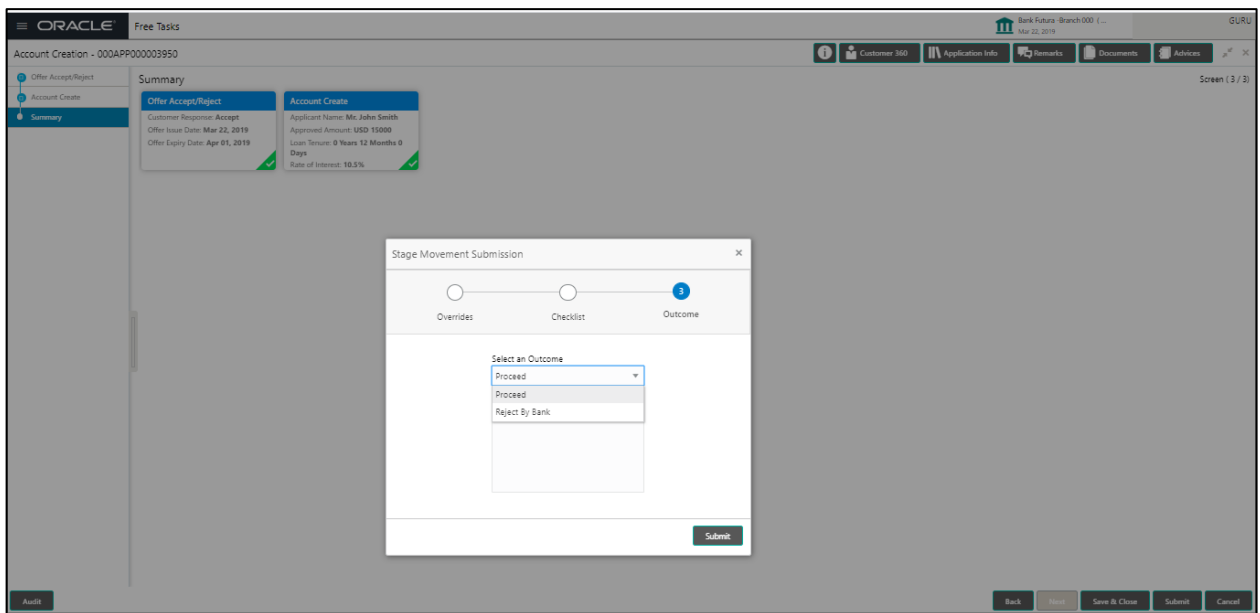 ORACLE
Free Tasks
Bank Futura -Branch 000 ( ...
Mar 22, 2019
GURU
Account Creation - 000APP000003950
Customer 360
Application Info
Remarks
Documents
Advices
Offer Accept/Reject
Account Create
Summary
Summary
Screen ( 3 / 3)
Offer Accept/Reject
Customer Response: Accept
Offer Issue Date: Mar 22, 2019
Offer Expiry Date: Apr 01, 2019
Account Create
Applicant Name: Mr. John Smith
Approved Amount: USD 15000
Loan Tenure: 0 Years 12 Months 0
Days
Rate of Interest: 10.5%
Stage Movement Submission
3
Overrides
Checklist
Outcome
Select an Outcome
Proceed
Proceed
Reject By Bank
Submit
Audit
Back
Next
Save & Close
Submit
Cancel